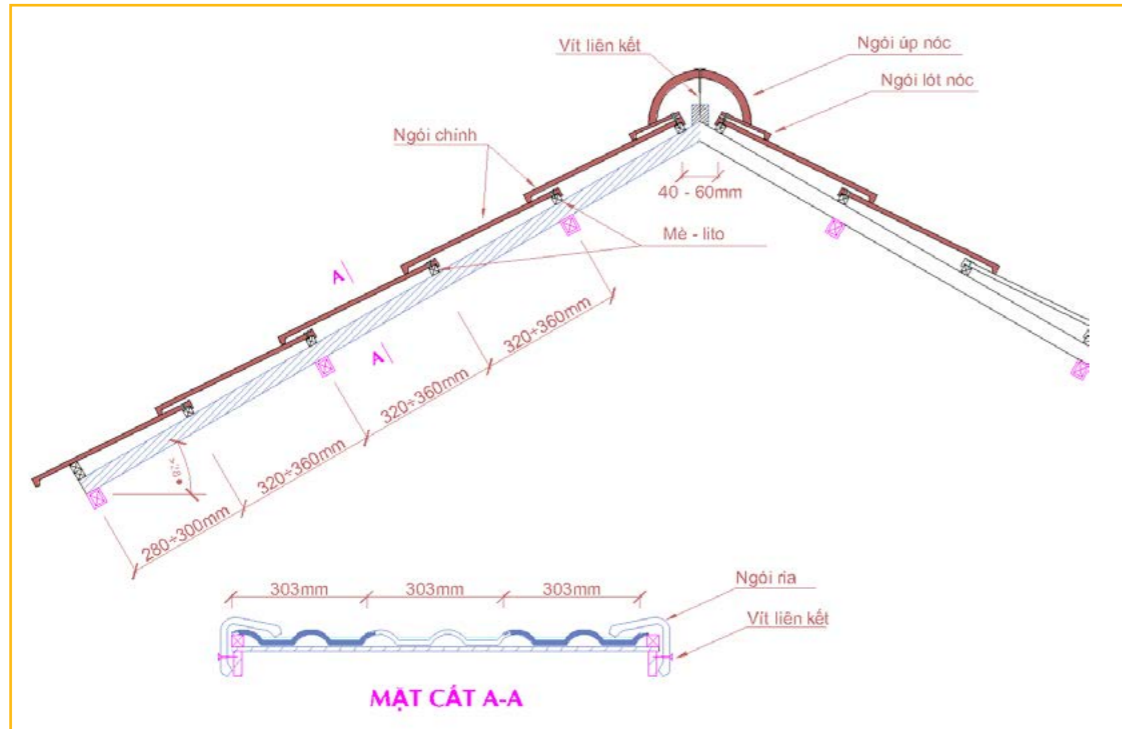 Vít liên kết
Ngói úp nóc
Ngói lót nóc
Ngói chính
40 - 60mm
Mè - lito
A
A
320÷360mm
320÷360mm
320÷360mm
280÷300mm
303mm
303mm
303mm
Ngói rìa
Vít liên kết
MẶT CẮT A-A